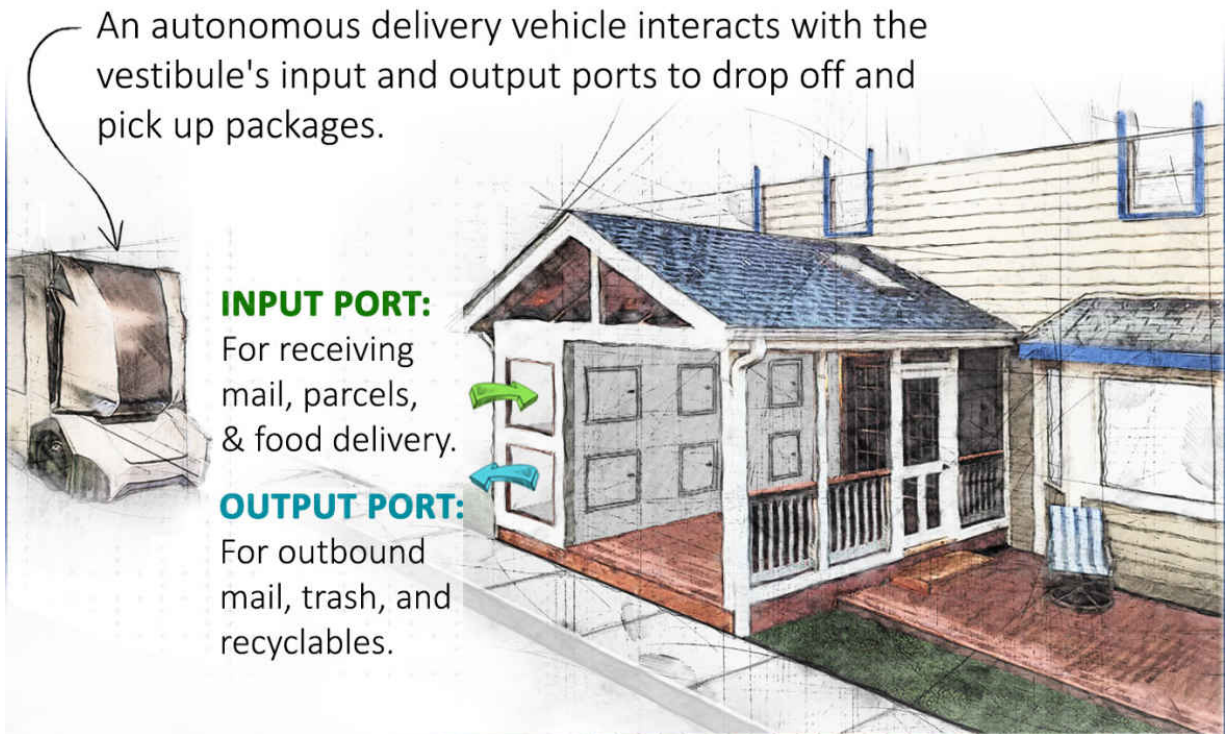 An autonomous delivery vehicle interacts with the
vestibule's input and output ports to drop off and
pick up packages.
INPUT PORT:
For receiving
mail, parcels,
& food delivery.
OUTPUT PORT:
For outbound
mail, trash, and
recyclables.